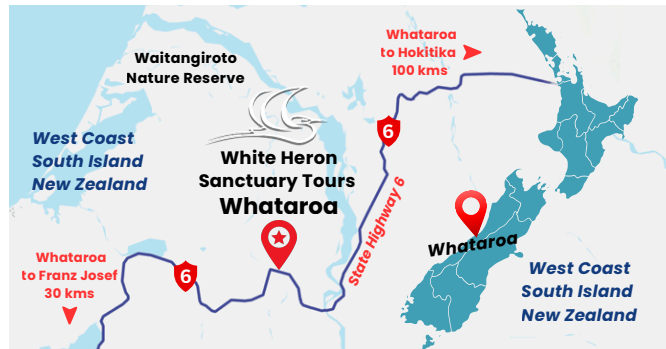 Whataroa
to Hokitika
100 kms
Waitangiroto
Nature Reserve
6
West Coast
South Island
New Zealand
White Heron
Sanctuary Tours
Whataroa
State Highway 6
Whataroa
Whataroa
to Franz Josef
30 kms
6
West Coast
South Island
New Zealand